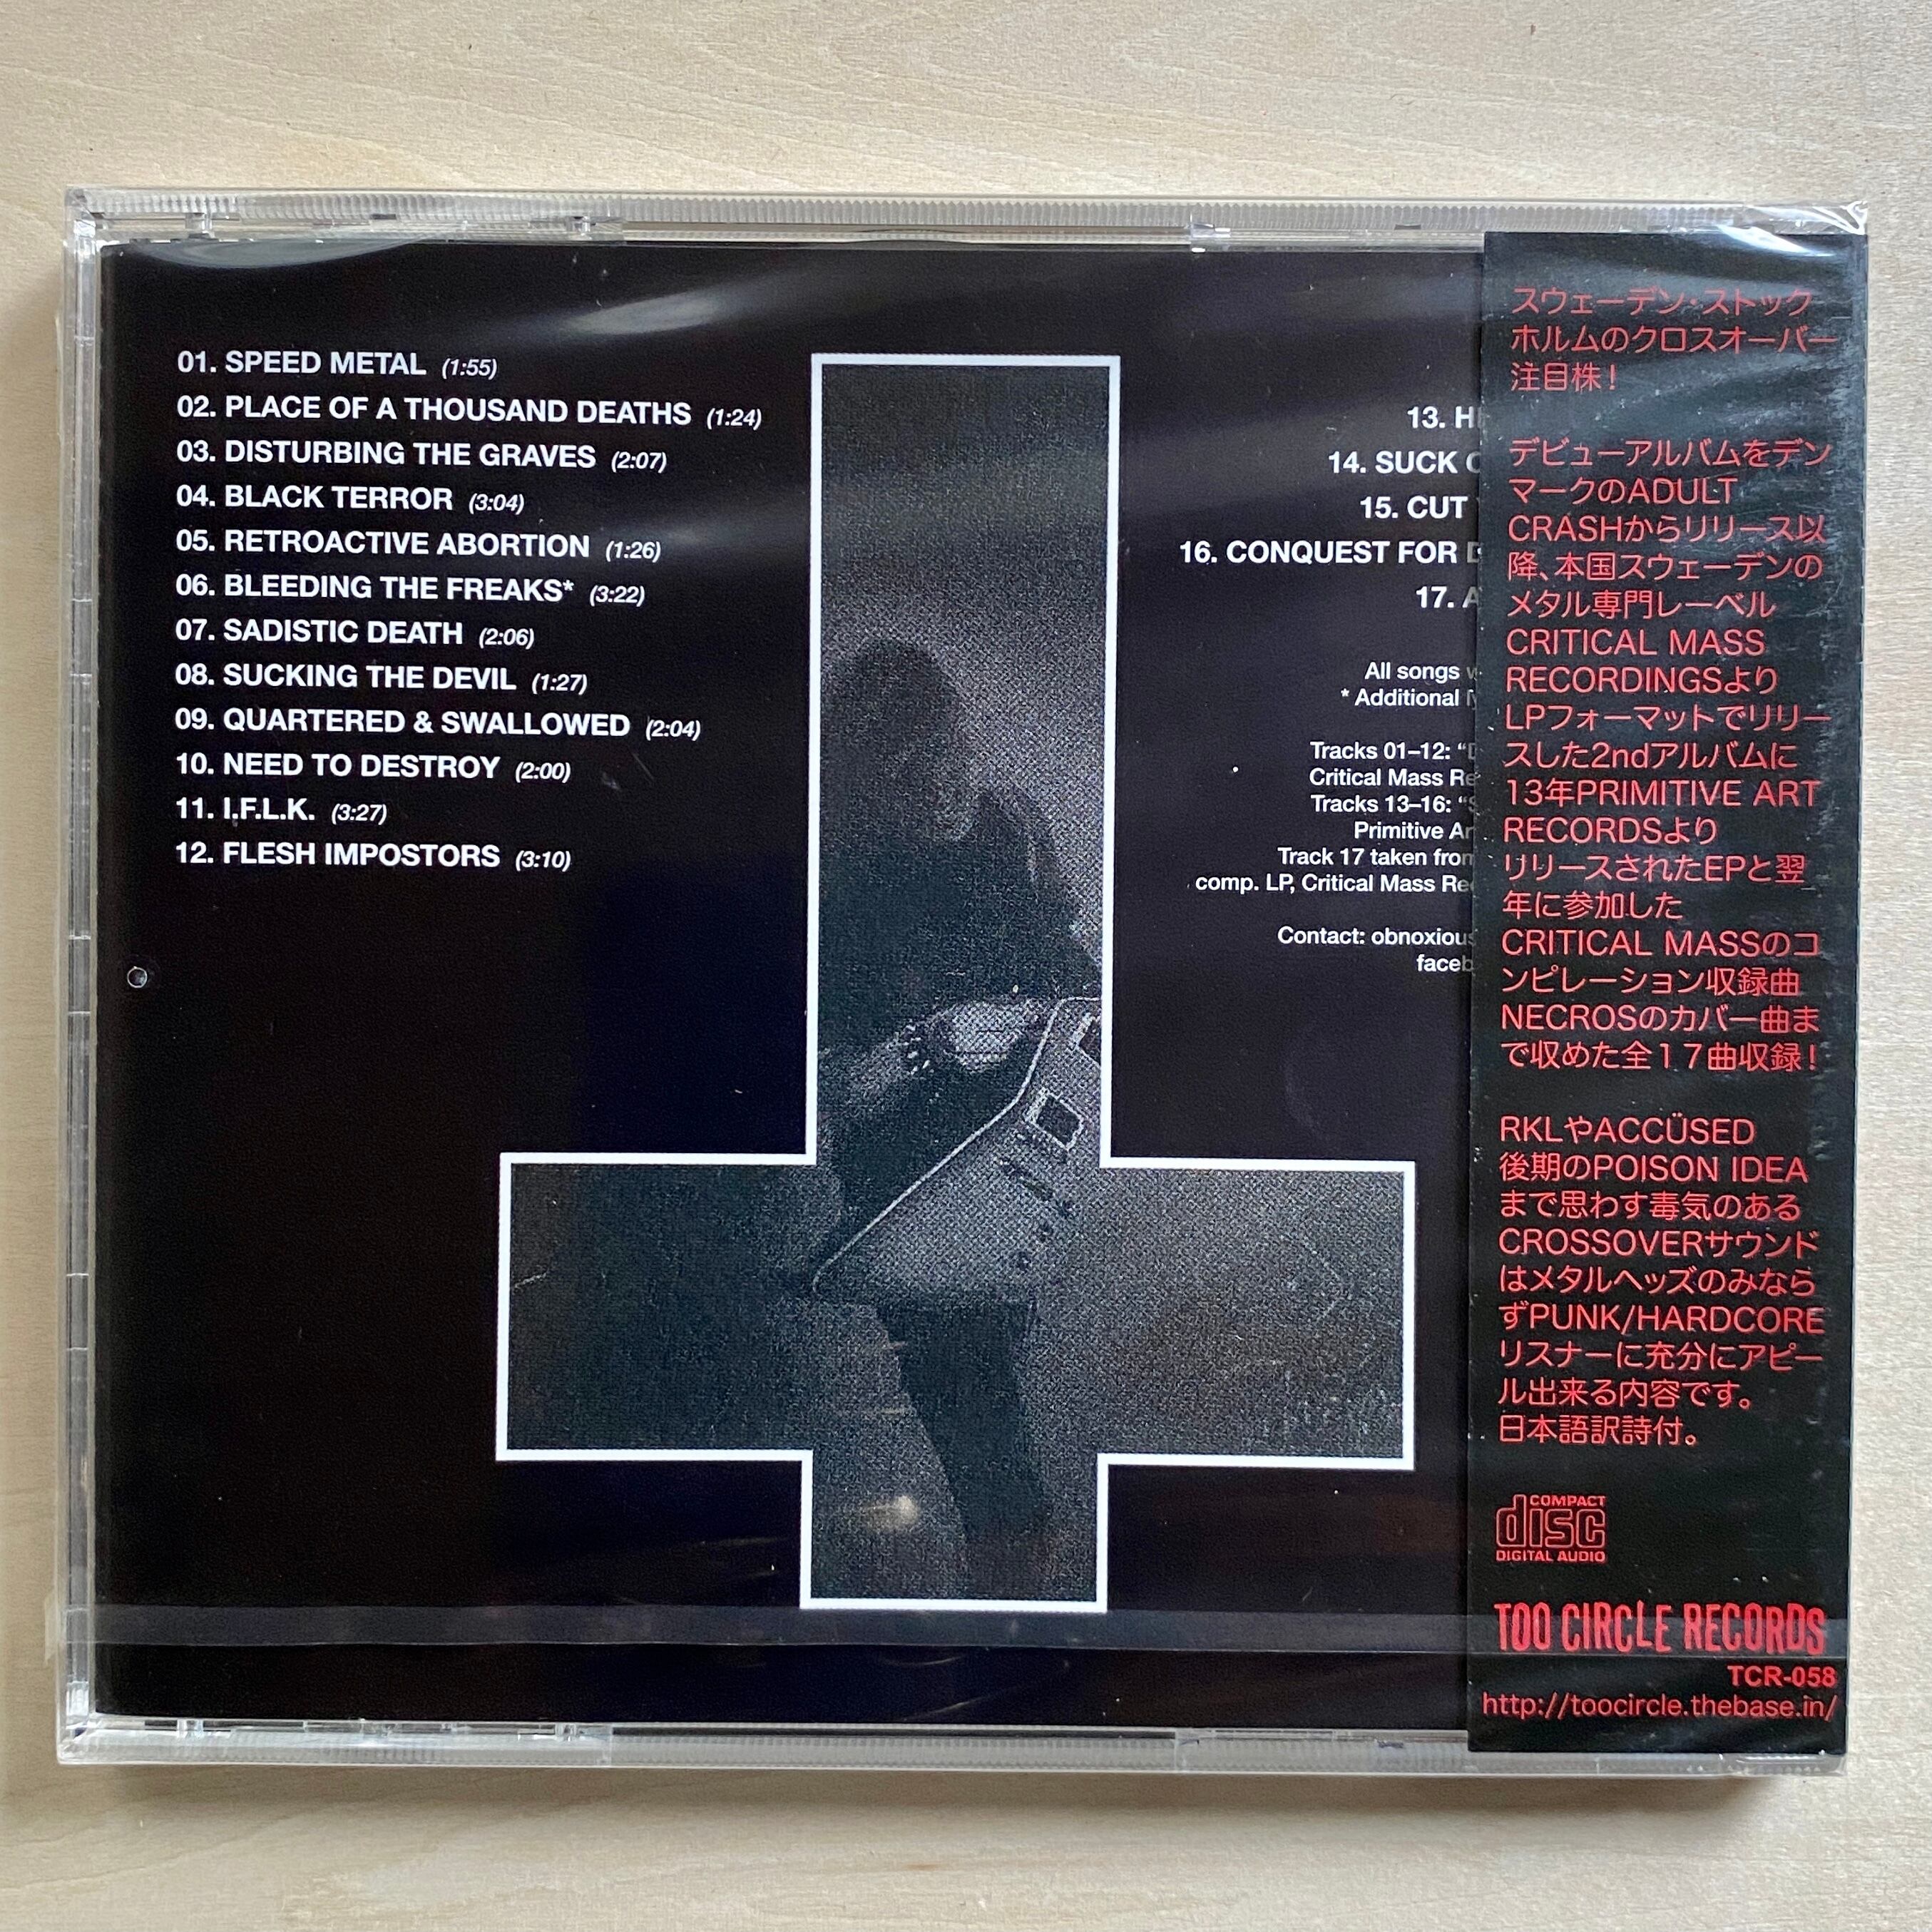 01. SPEED METAL (1:55)
02. PLACE OF A THOUSAND DEATHS (1:24)
03. DISTURBING THE GRAVES (2:07)
04. BLACK TERROR (3:04)
05. RETROACTIVE ABORTION (1:26)
06. BLEEDING THE FREAKS* (3:22)
07. SADISTIC DEATH (2:06)
08. SUCKING THE DEVIL (1:27)
09. QUARTERED & SWALLOWED (2:04)
10. NEED TO DESTROY (2:00)
11. I.F.L.K. (3:27)
12. FLESH IMPOSTORS (3:10)
13.
14. SUCK
15. CUT
16. CONQUEST FOR
17.
All songs
* Additional
Tracks 01–12:
Critical Mass
Tracks 13–16:
Primitive
Track 17 taken from
comp. LP, Critical Mass
Contact: obnoxious
スウェーデン・ストック
ホルムのクロスオーバー
注目株！
デビューアルバムをデン
マークのADULT
CRASHからリリース以
降、本国スウェーデンの
メタル専門レーベル
CRITICAL MASS
RECORDINGSより
LPフォーマットでリリー
スした2ndアルバムに
13年PRIMITIVE ART
RECORDSより
リリースされたEPと翌
年に参加した
CRITICAL MASSのコ
ンピレーション収録曲
NECROSのカバー曲ま
で収めた全１７曲収録！
RKLやACCÜSED
後期のPOISON IDEA
まで思わす毒気のある
CROSSOVERサウンド
はメタルヘッズのみなら
ずPUNK/HARDCORE
リスナーに充分にアピー
ル出来る内容です。
日本語訳詩付。
COMPACT
disc
DIGITAL AUDIO
TOO CIRCLE RECORDS
TCR-058
http://toocircle.thebase.in/